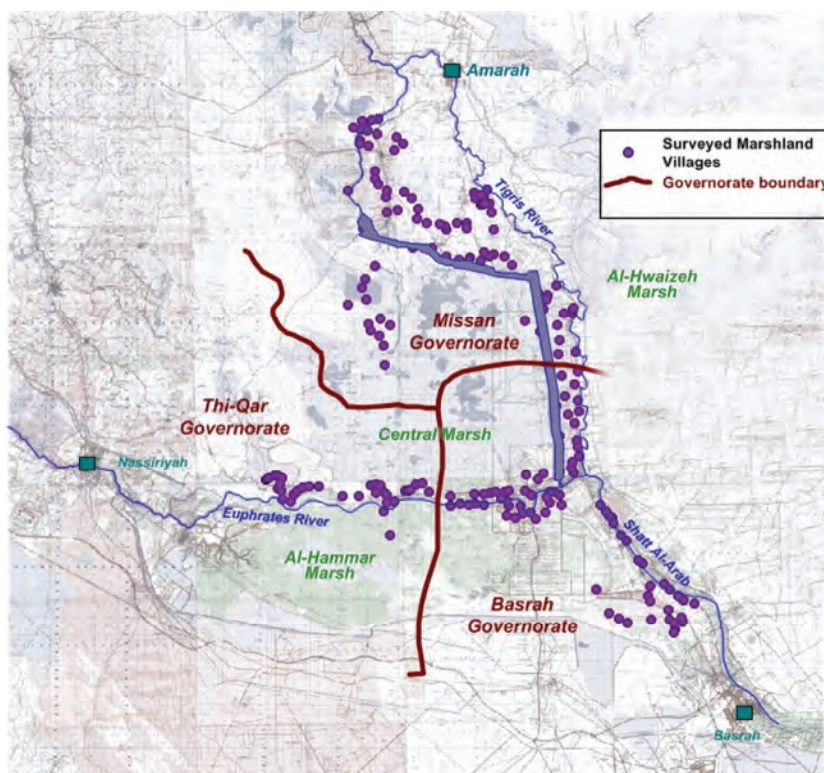 Amarah
Surveyed Marshland
Villages
Governorate boundary
Tigris River
Al-Hwaizeh
Marsh
Missan
Governorate
Thi-Qar
Governorate
Central Marsh
Nassiriyah
Euphrates River
Shatt Al-Arab
Al-Hammar
Marsh
Basrah
Governorate
Basrah